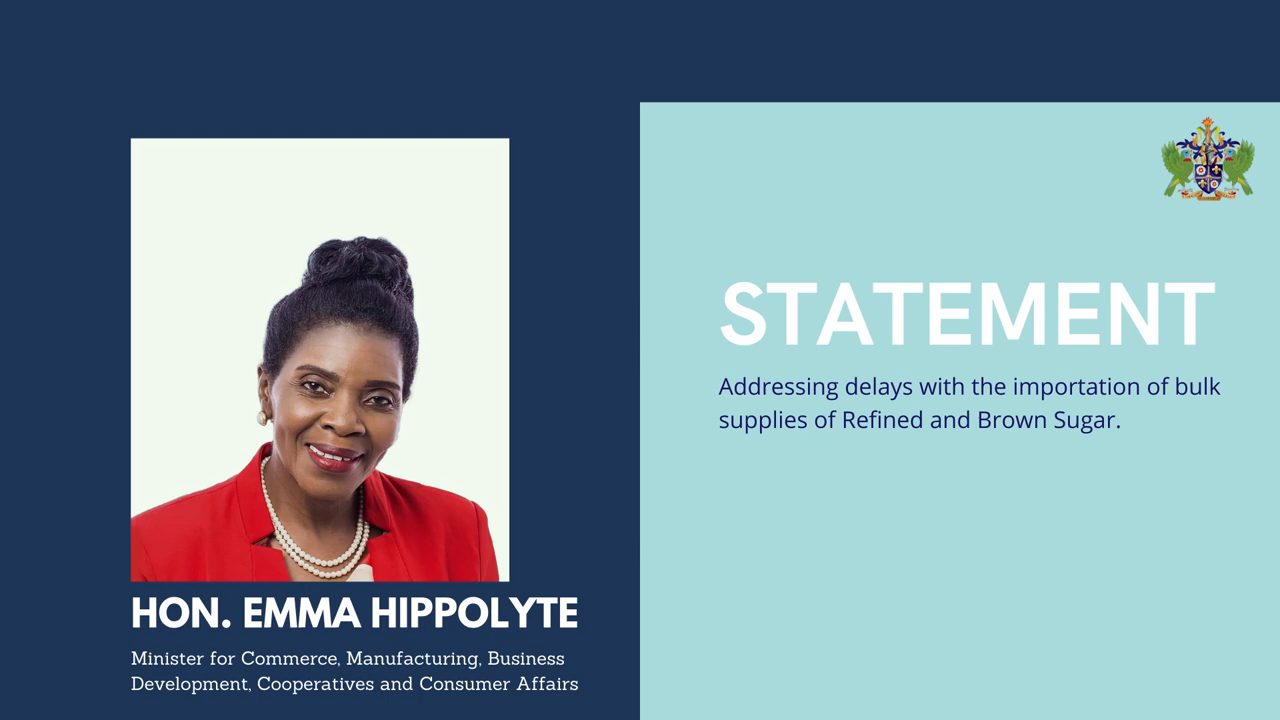 STATEMENT
Addressing delays with the importation of bulk
supplies of Refined and Brown Sugar.
HON. EMMA HIPPOLYTE
Minister for Commerce, Manufacturing, Business
Development, Cooperatives and Consumer Affairs